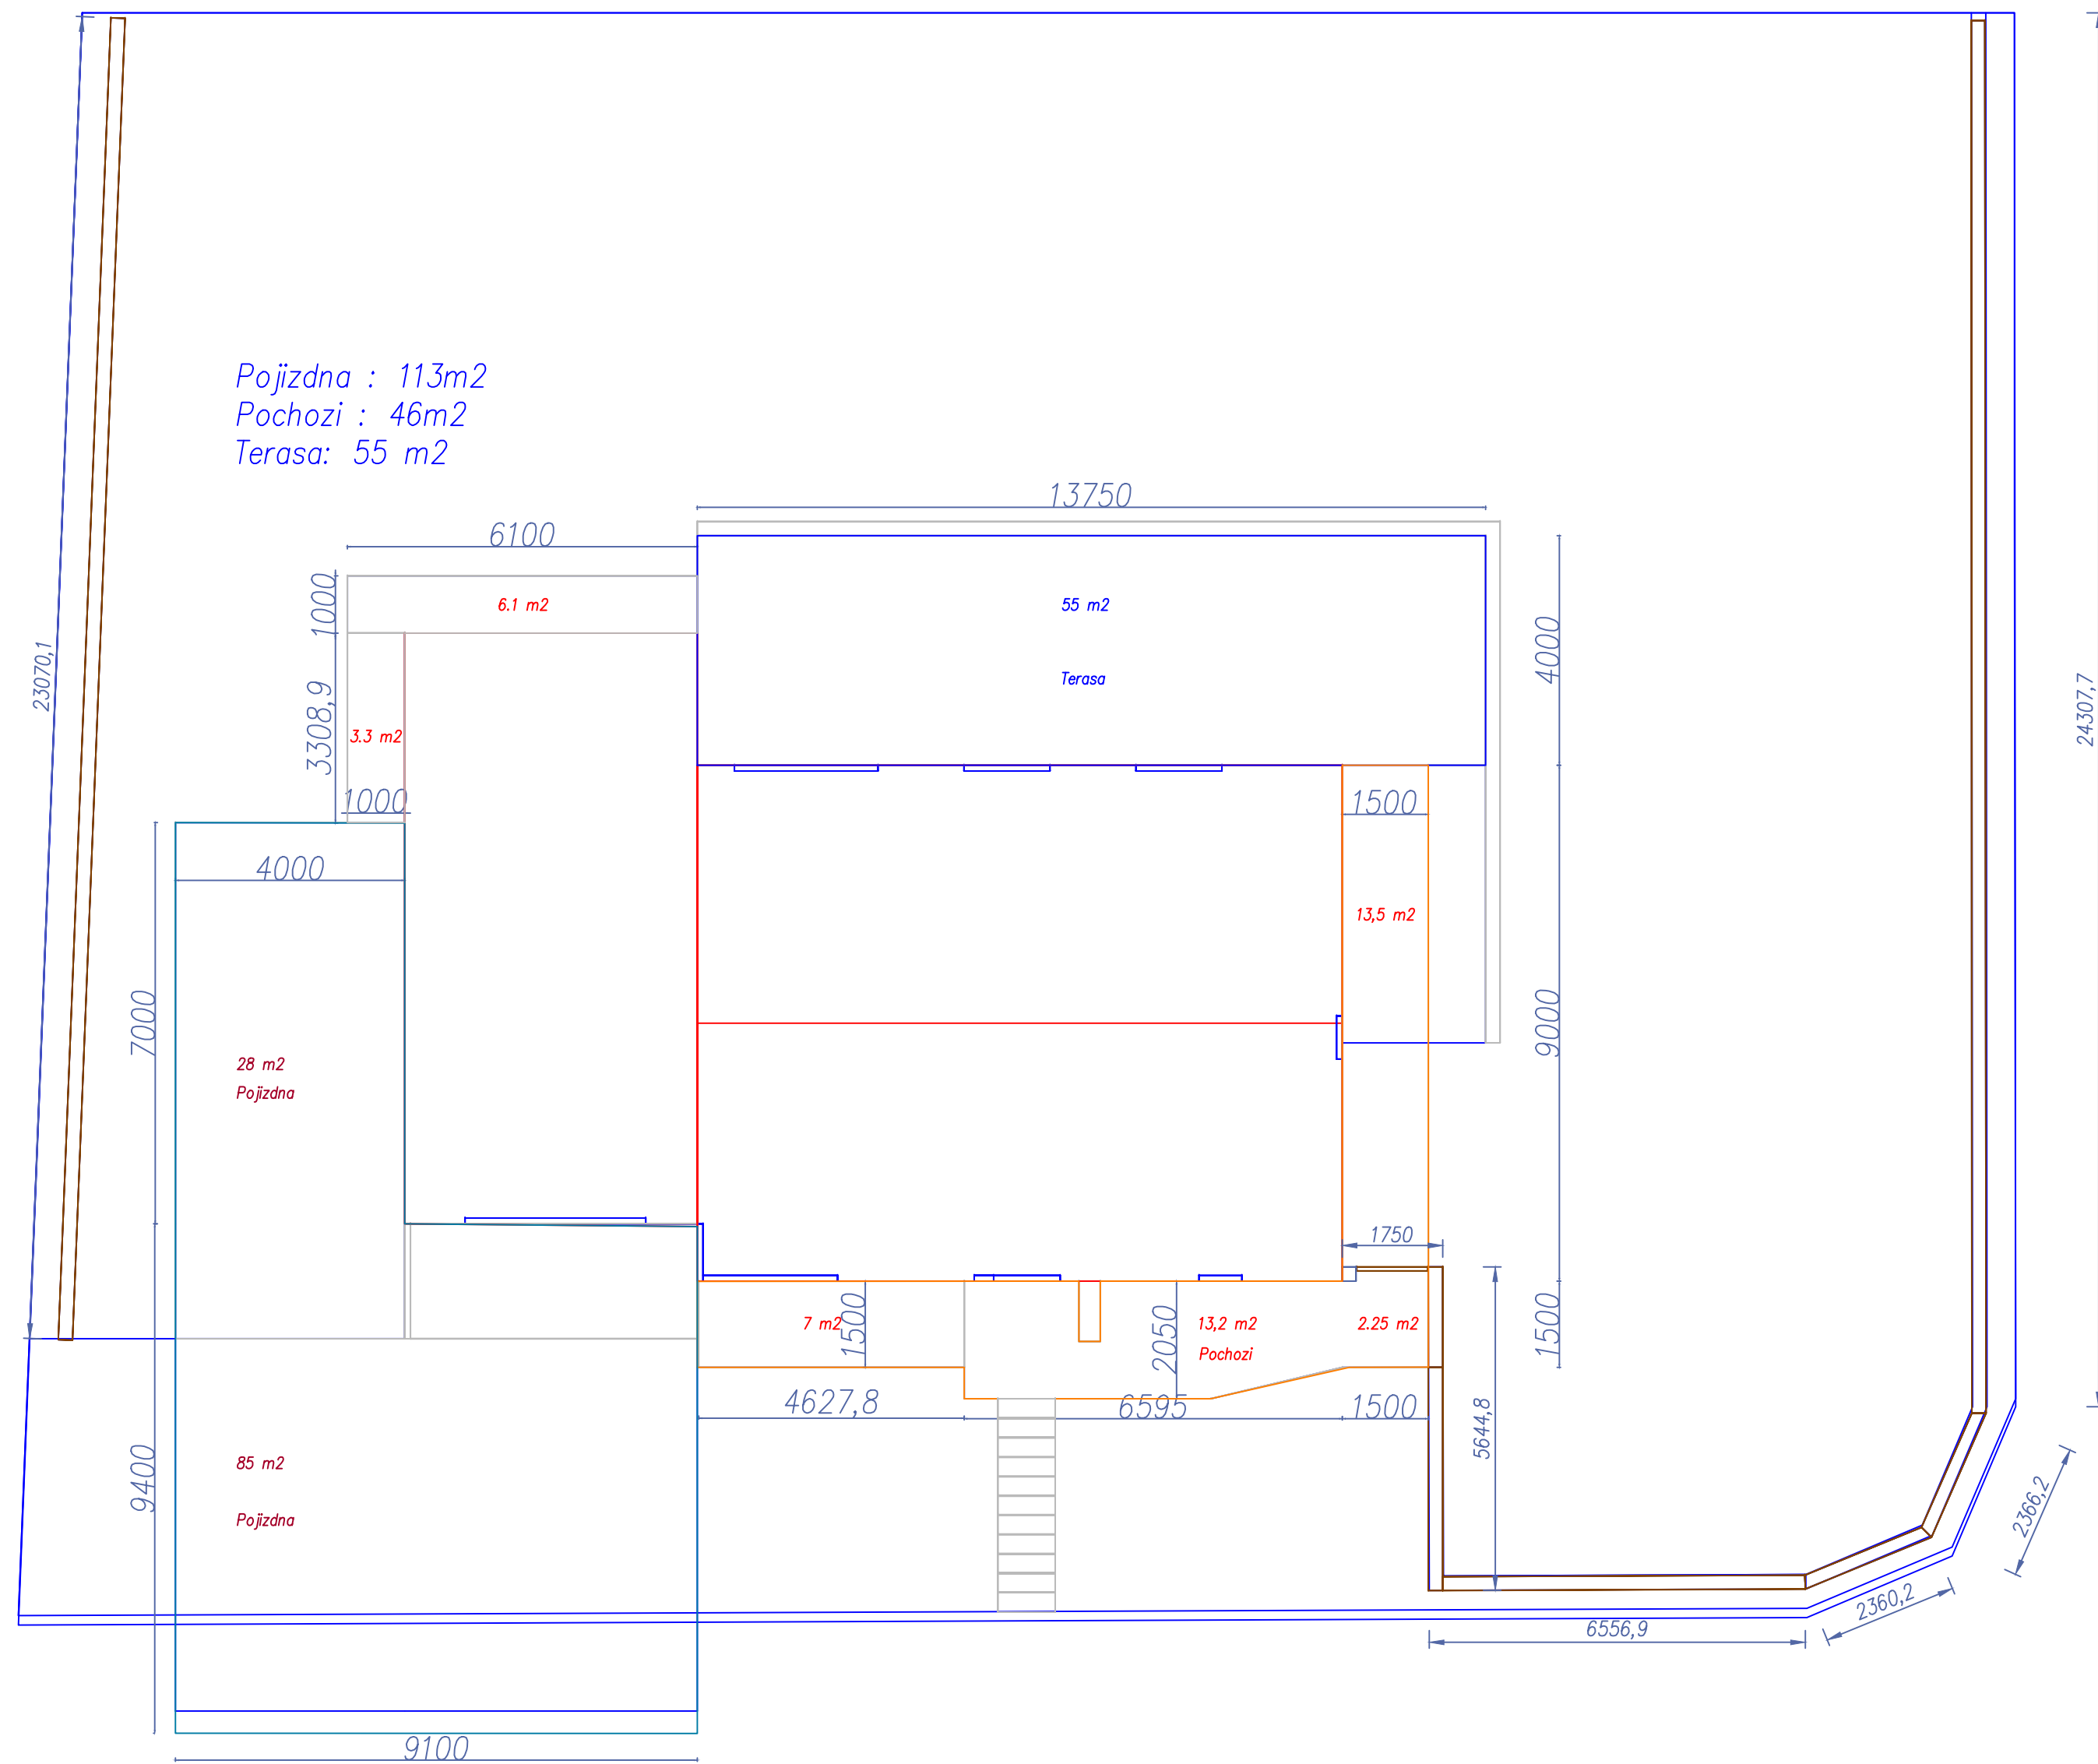 Pojizdna : 113m2
Pochozi : 46m2
Terasa: 55 m2
13750
6100
1000
6.1 m2
55 m2
4000
23070,1
3308,9
Terasa
24307,7
3.3 m2
1000
1500
4000
13,5 m2
7000
9000
28 m2
Pojizdna
1750
7 m2
1500
2050
13,2 m2
Pochozi
2.25 m2
1500
4627,8
6595
1500
5644,8
9400
85 m2
Pojizdna
2366,2
2360,2
6556,9
9100